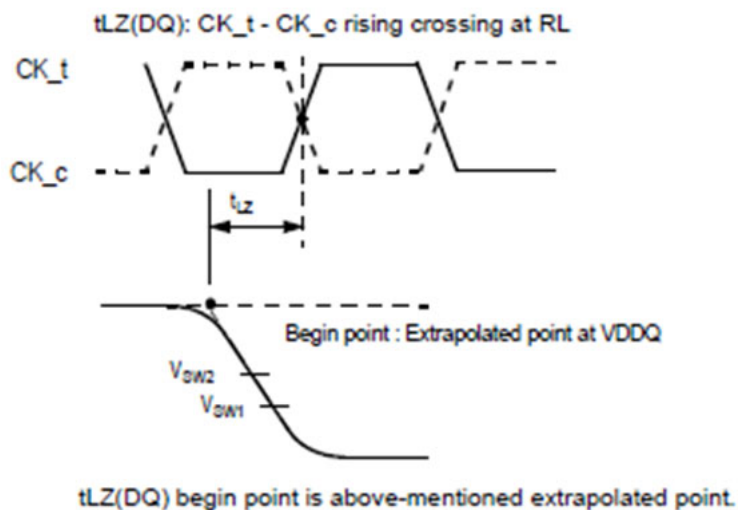 tLZ(DQ): CK_t - CK_c rising crossing at RL
CK_t
CK_c
tLZ
Begin point : Extrapolated point at VDDQ
VSW2
VSW1
tLZ(DQ) begin point is above-mentioned extrapolated point.